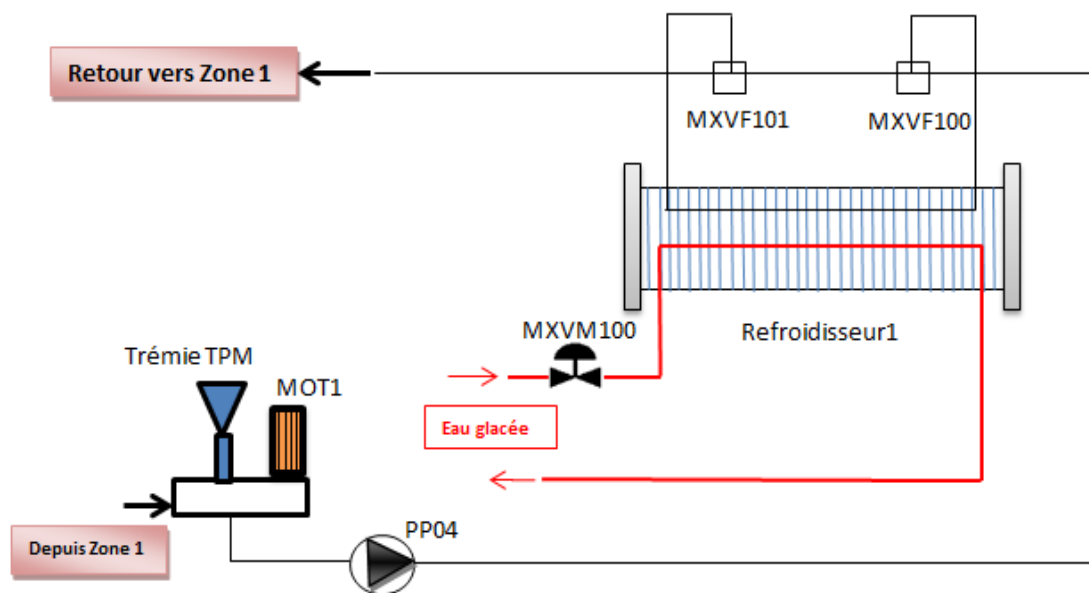 Retour vers Zone 1
MXVF101
MXVF100
MXVM100
Refroidisseur1
Trémie TPM
MOT1
Eau glacée
PP04
Depuis Zone 1